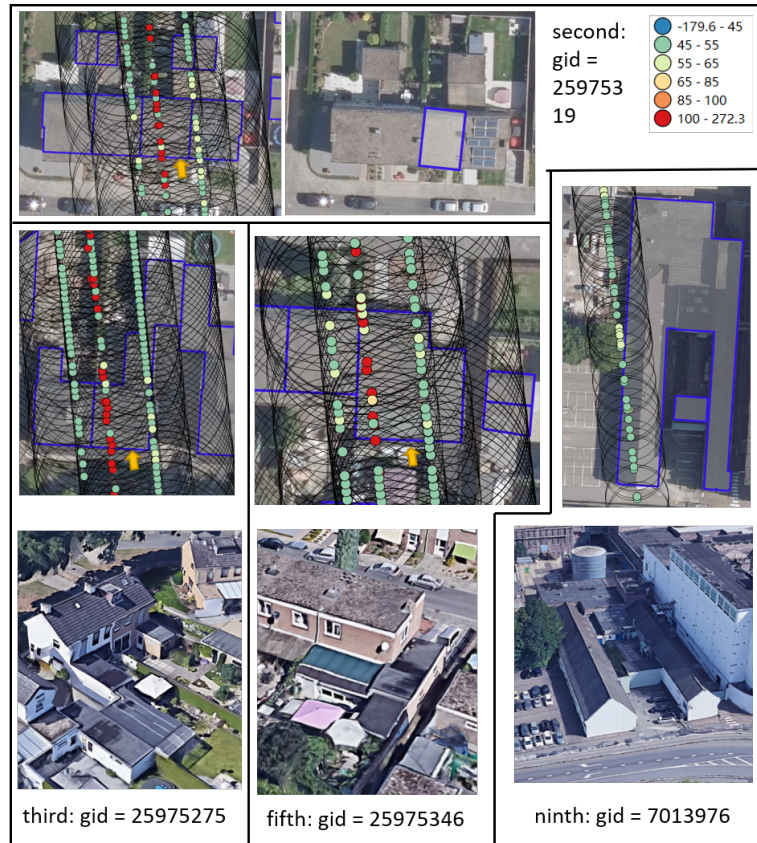 second:
gid =
259753
19
-179.6 - 45
45 - 55
55 - 65
65 - 85
85 - 100
100 - 272.3
third: gid = 25975275
fifth: gid = 25975346
ninth: gid = 7013976